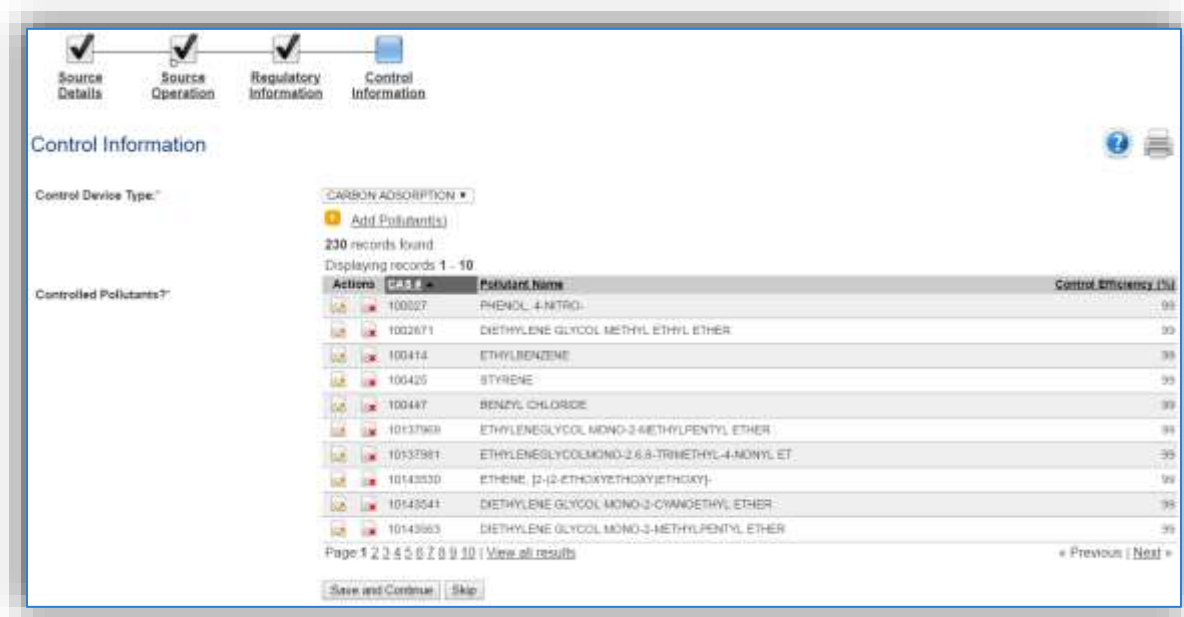 Source Details
Source Operation
Regulatory Information
Control Information
Control Information
Control Device Type:*
CARBON ADSORPTION
Add Pollutant(s)
230 records found.
Displaying records 1 - 10.
Controlled Pollutants?*
Actions CAS # Pollutant Name Control Efficiency (%)
100027 PHENOL, 4-NITRO- 99
1002671 DIETHYLENE GLYCOL METHYL ETHYL ETHER 99
100414 ETHYLBENZENE 99
100425 STYRENE 99
100447 BENZYL CHLORIDE 99
10137969 ETHYLENEGLYCOL MONO-2-METHYLPENTYL ETHER 99
10137981 ETHYLENEGLYCOLMONO-2,6,8-TRIMETHYL-4-NONYL ET 99
ETHENE, [2-(2-ETHOXYETHOXY)ETHOXY]- 99
10143541 DIETHYLENE GLYCOL MONO-2-CYANOETHYL ETHER 99
DIETHYLENE GLYCOL MONO-2-METHYLPENTYL ETHER 99
Page 1 2 3 4 5 6 7 8 9 10 | View all results « Previous | Next »
Save and Continue Skip